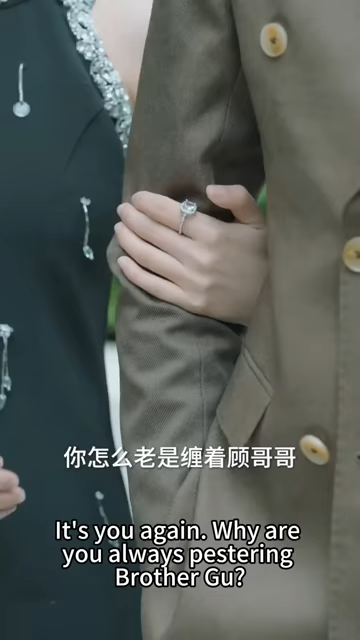 你怎么老是缠着顾哥哥
It's you again. Why are
you always pestering
Brother Gu?